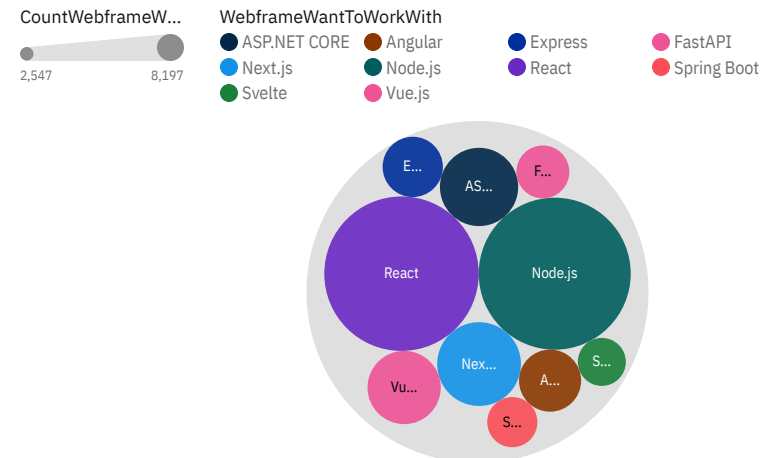 CountWebframeW...
2,547 8,197
WebframeWantToWorkWith
ASP.NET CORE Angular Express FastAPI
Next.js Node.js React Spring Boot
Svelte Vue.js
E...
AS...
F...
React
Node.js
Nex...
Vu...
A...
S...
S...